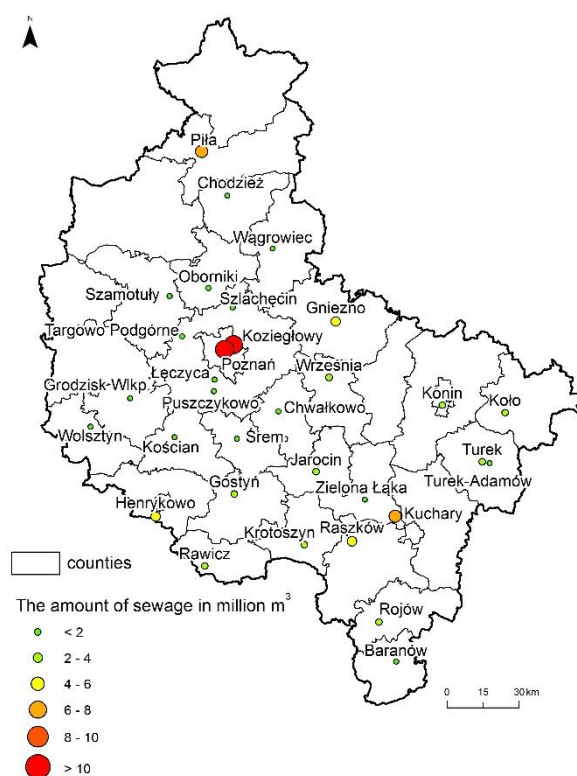 N
Piła
Chodzież
Wągrowiec
Oborniki
Szamotuły
Szlachęcin
Gniezno
Targowo Podgórne
Koziegłowy
Poznań
Łęczyca
Września
Grodzisk-Wlkp.
Puszczykowo
Chwałkowo
Konin
Koło
Wolsztyn
Kościan
Śrem
Jarocin
Turek
Turek-Adamów
Gostyń
Zielona Łąka
Henrykowo
Kuchary
Krotoszyn
Raszków
Rawicz
counties
The amount of sewage in million m³
Rojów
< 2
2 - 4
Baranów
4 - 6
6 - 8
0 15 30 km
8 - 10
> 10